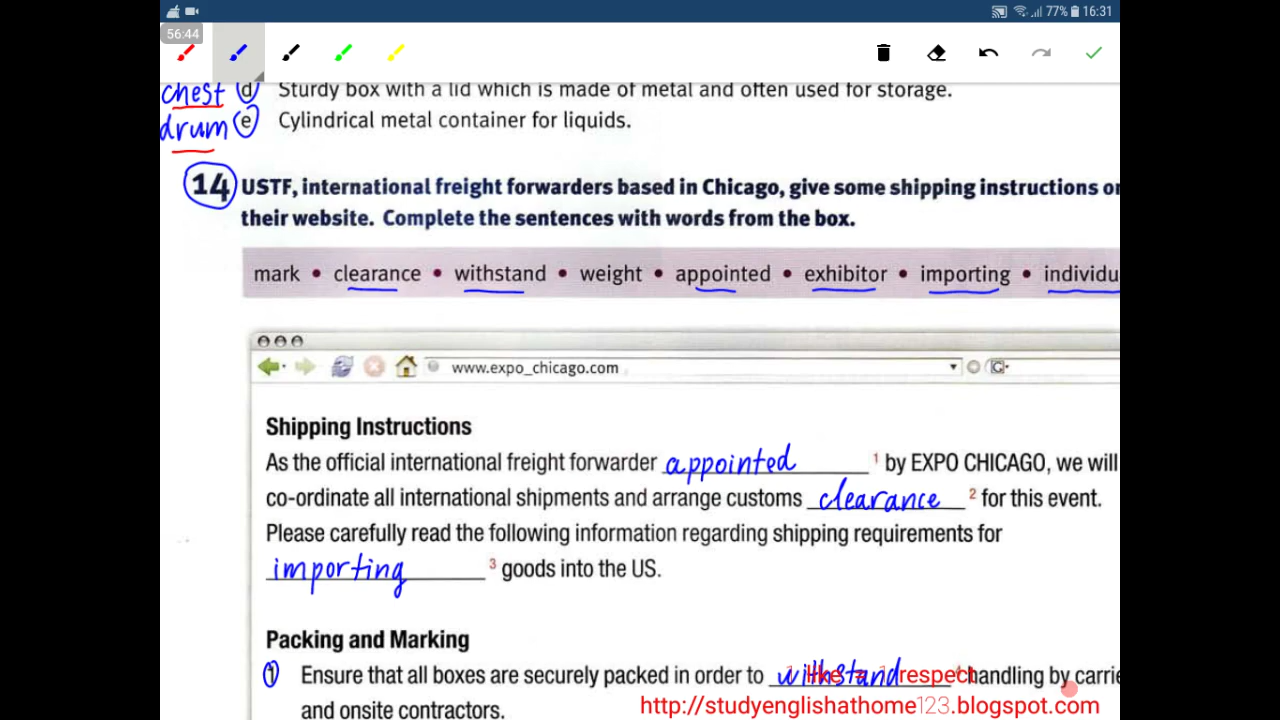 77% 16:31
56:44
chest d Sturdy box with a lid which is made of metal and often used for storage.
drum e Cylindrical metal container for liquids.
14 USTF, international freight forwarders based in Chicago, give some shipping instructions on
their website. Complete the sentences with words from the box.
mark • clearance • withstand • weight • appointed • exhibitor • importing • individu
www.expo_chicago.com
Shipping Instructions
As the official international freight forwarder appointed 1 by EXPO CHICAGO, we will
co-ordinate all international shipments and arrange customs clearance 2 for this event.
Please carefully read the following information regarding shipping requirements for
importing 3 goods into the US.
Packing and Marking
1 Ensure that all boxes are securely packed in order to withstand handling by carrie
1 like = 1 respect
and onsite contractors.
http://studyenglishathome123.blogspot.com